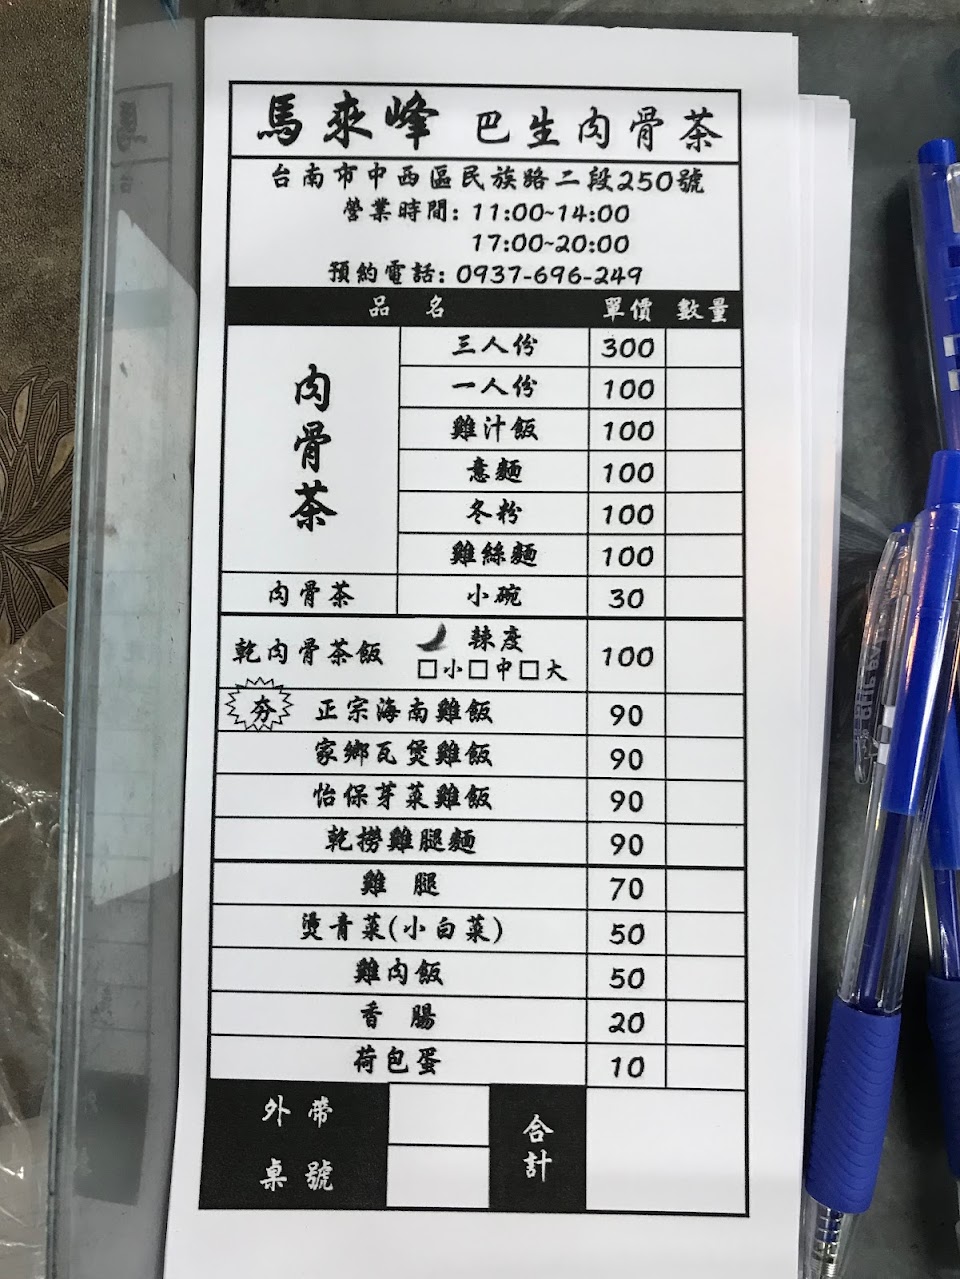 馬來峰 巴生肉骨茶
台南市中西區民族路二段250號
營業時間: 11:00~14:00
17:00~20:00
預約電話: 0937-696-249
品 名 單價 數量
肉骨茶
三人份 300
一人份 100
雞汁飯 100
意麵 100
冬粉 100
雞絲麵 100
肉骨茶 小碗 30
乾肉骨茶飯 辣度 100
□小□中□大
夯 正宗海南雞飯 90
家鄉瓦煲雞飯 90
怡保芽菜雞飯 90
乾撈雞腿麵 90
雞 腿 70
燙青菜(小白菜) 50
雞肉飯 50
香 腸 20
荷包蛋 10
外 帶
桌 號
合計